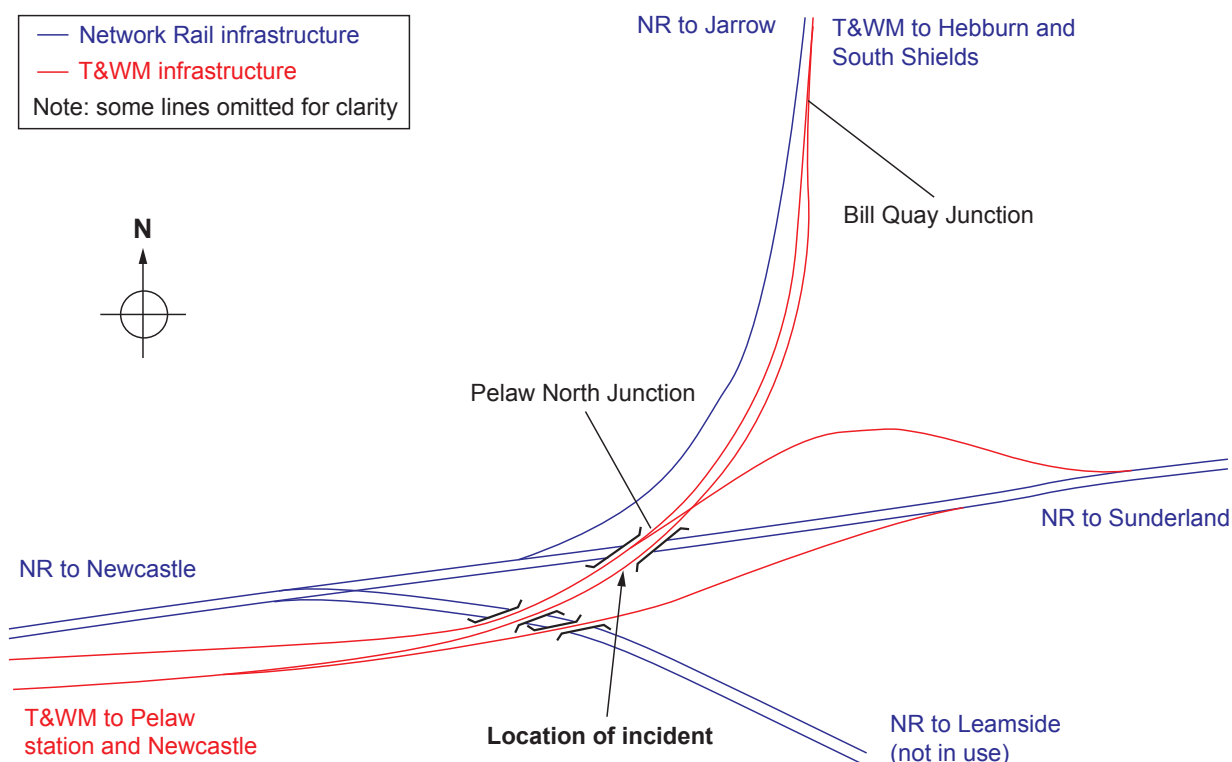 Network Rail infrastructure
T&WM infrastructure
Note: some lines omitted for clarity
NR to Jarrow
T&WM to Hebburn and
South Shields
Bill Quay Junction
N
Pelaw North Junction
NR to Sunderland
NR to Newcastle
T&WM to Pelaw
station and Newcastle
Location of incident
NR to Leamside
(not in use)